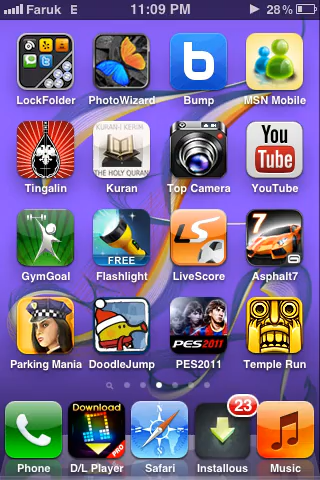 Faruk E 11:09 PM 28%
LockFolder PhotoWizard Bump MSN Mobile
KURAN-I KERIM
THE HOLY QURAN
You
Tube
Tingalin Kuran Top Camera YouTube
FREE
LS
7
GymGoal Flashlight LiveScore Asphalt7
PES2011
Parking Mania DoodleJump PES2011 Temple Run
Download
PRO
23
Phone D/L Player Safari Installous Music